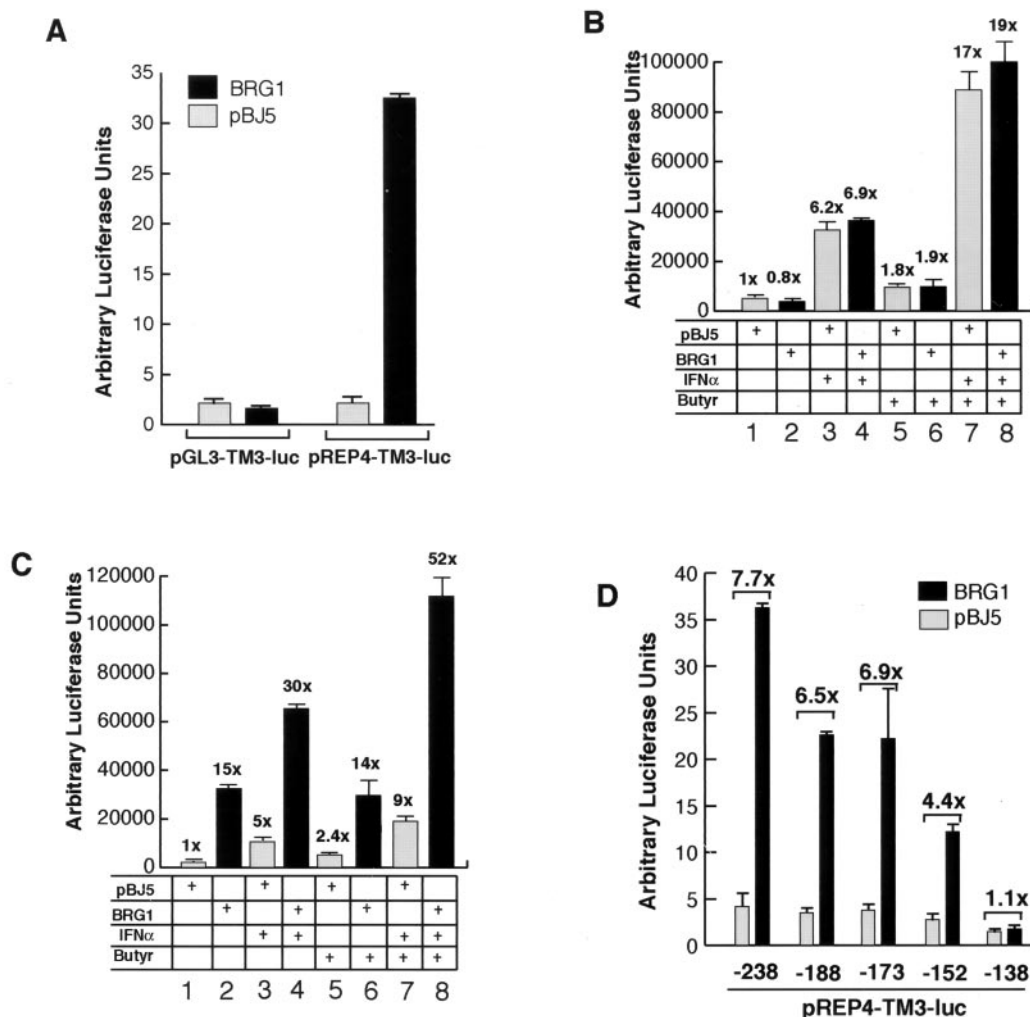 A
Arbitrary Luciferase Units
35
30
25
20
15
10
5
0
BRG1
pBJ5
pGL3-TM3-luc
pREP4-TM3-luc
B
Arbitrary Luciferase Units
100000
80000
60000
40000
20000
0
1x
0.8x
6.2x
6.9x
1.8x
1.9x
17x
19x
pBJ5 + + + +
BRG1 + + + +
IFNα + + + +
Butyr + + + +
1 2 3 4 5 6 7 8
C
Arbitrary Luciferase Units
120000
100000
80000
60000
40000
20000
0
1x
15x
5x
30x
2.4x
14x
9x
52x
pBJ5 + + + +
BRG1 + + + +
IFNα + + + +
Butyr + + + +
1 2 3 4 5 6 7 8
D
Arbitrary Luciferase Units
40
35
30
25
20
15
10
5
0
BRG1
pBJ5
7.7x
6.5x
6.9x
4.4x
1.1x
-238 -188 -173 -152 -138
pREP4-TM3-luc